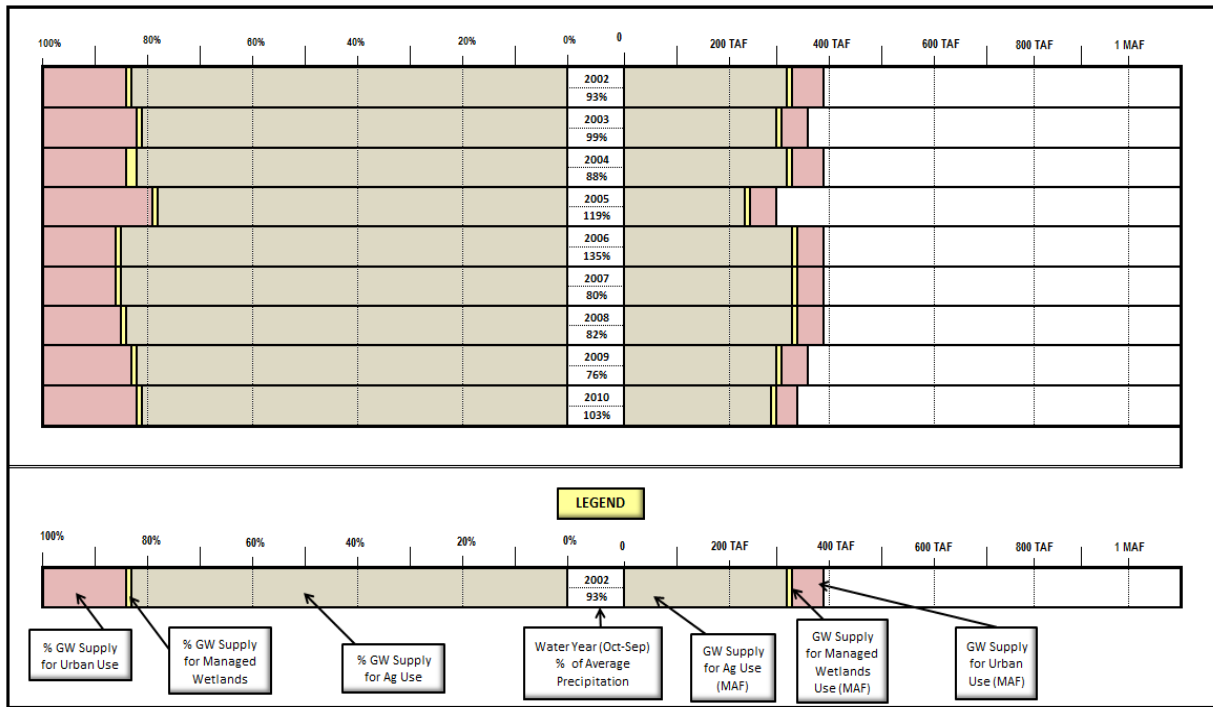 100% 80% 60% 40% 20% 0% 0 200 TAF 400 TAF 600 TAF 800 TAF 1 MAF
2002
93%
2003
99%
2004
88%
2005
119%
2006
135%
2007
80%
2008
82%
2009
76%
2010
103%
LEGEND
100% 80% 60% 40% 20% 0% 0 200 TAF 400 TAF 600 TAF 800 TAF 1 MAF
2002
93%
% GW Supply
for Urban Use
% GW Supply
for Managed
Wetlands
% GW Supply
for Ag Use
Water Year (Oct-Sep)
% of Average
Precipitation
GW Supply
for Ag Use
(MAF)
GW Supply
for Managed
Wetlands
Use (MAF)
GW Supply
for Urban
Use (MAF)